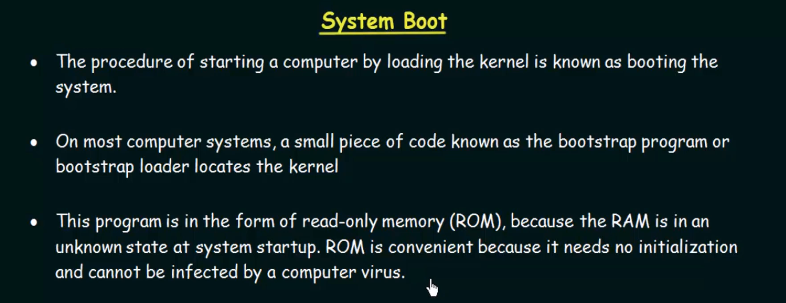 System Boot
• The procedure of starting a computer by loading the kernel is known as booting the
system.
• On most computer systems, a small piece of code known as the bootstrap program or
bootstrap loader locates the kernel
• This program is in the form of read-only memory (ROM), because the RAM is in an
unknown state at system startup. ROM is convenient because it needs no initialization
and cannot be infected by a computer virus.